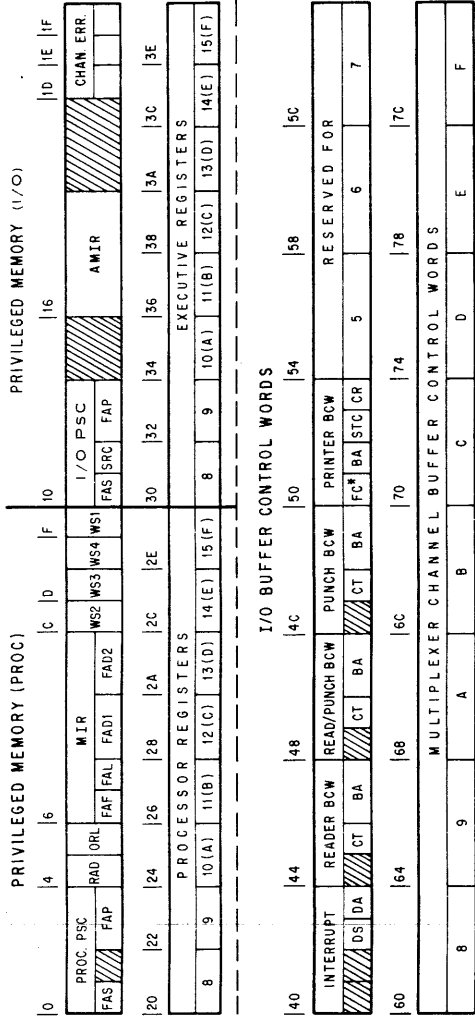 PRIVILEGED MEMORY (PROC) PRIVILEGED MEMORY (I/O)
0 4 6 C D F 10 16 1D 1E 1F
PROC. PSC MIR I/O PSC AMIR CHAN. ERR.
FAS FAP RAD ORL FAF FAL FAD1 FAD2 WS2 WS3 WS4 WS1 FAS SRC FAP
20 22 24 26 28 2A 2C 2E 30 32 34 36 38 3A 3C 3E
PROCESSOR REGISTERS EXECUTIVE REGISTERS
8 9 10(A) 11(B) 12(C) 13(D) 14(E) 15(F) 8 9 10(A) 11(B) 12(C) 13(D) 14(E) 15(F)
I/O BUFFER CONTROL WORDS
40 44 48 4C 50 54 58 5C
INTERRUPT READER BCW READ/PUNCH BCW PUNCH BCW PRINTER BCW RESERVED FOR
DS DA CT BA CT BA CT BA FC* BA STC CR 5 6 7
60 64 68 6C 70 74 78 7C
MULTIPLEXER CHANNEL BUFFER CONTROL WORDS
8 9 A B C D E F